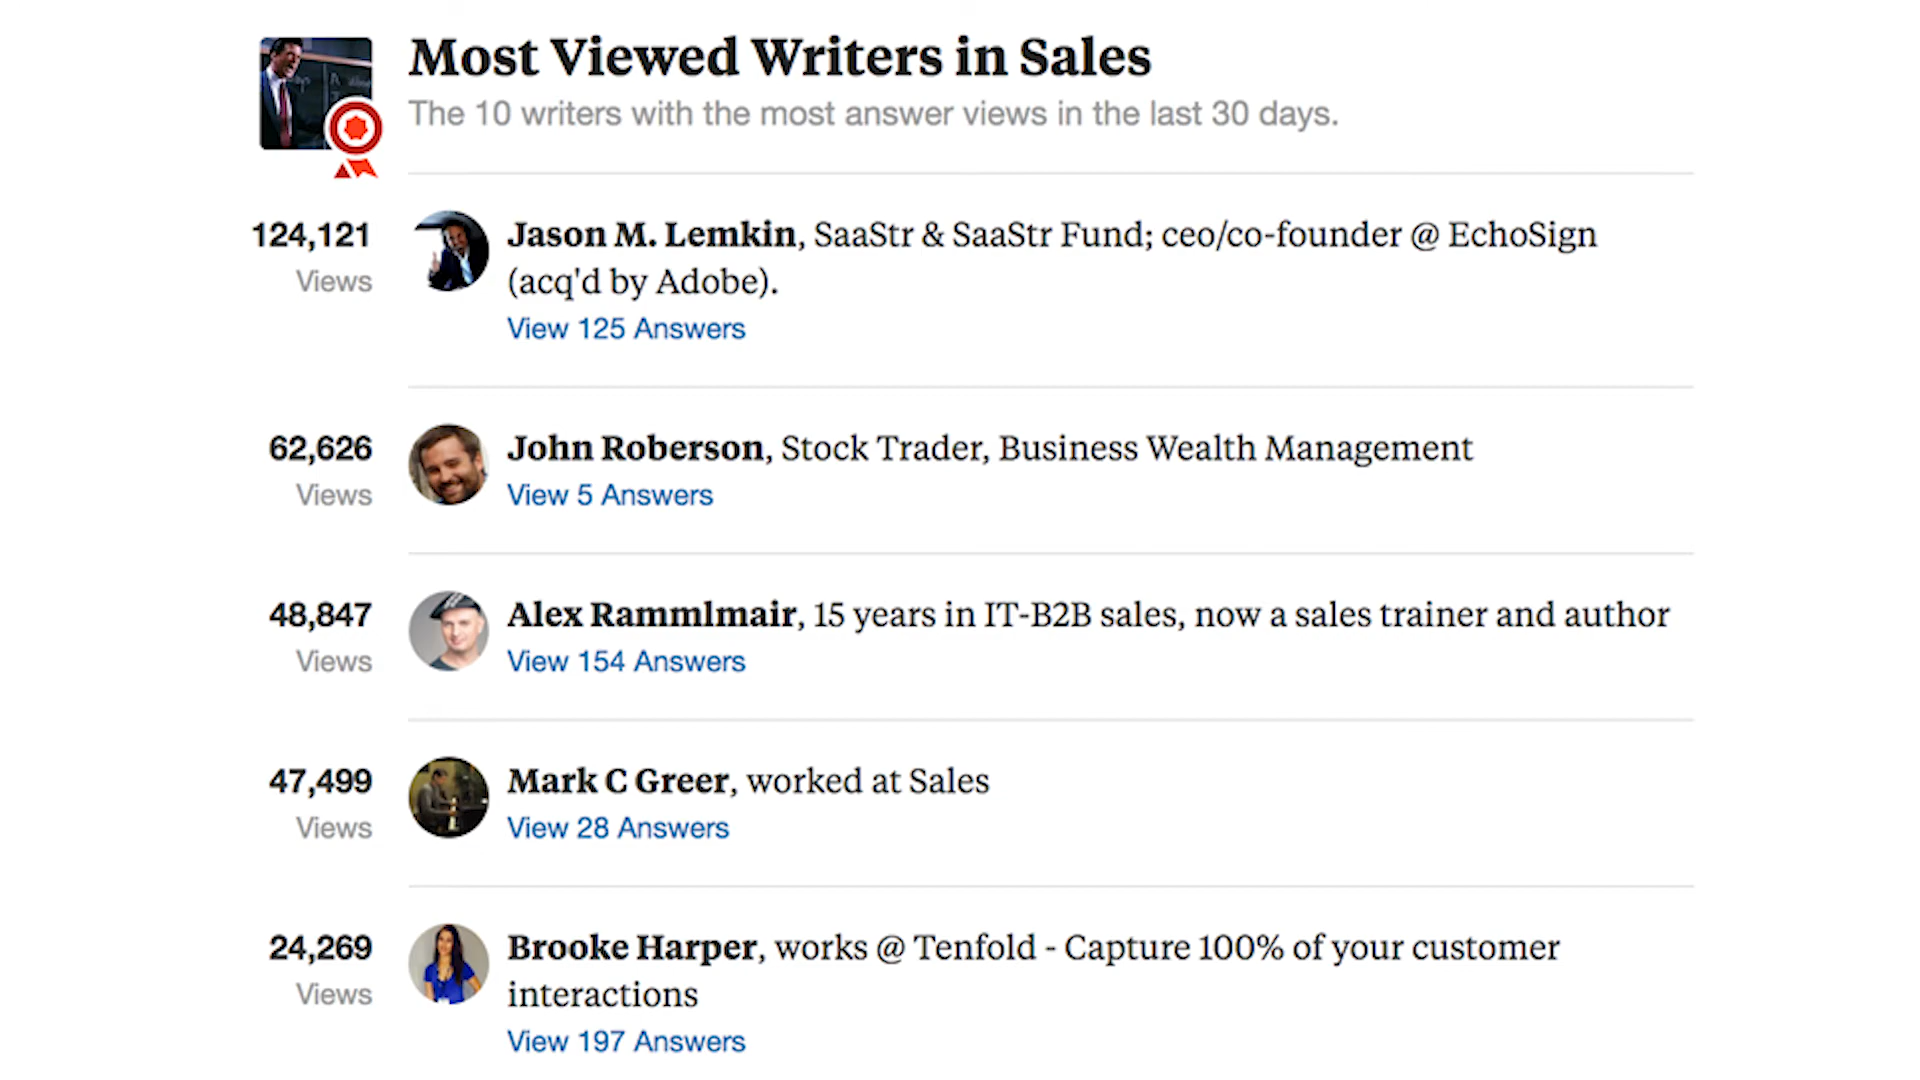 Most Viewed Writers in Sales
The 10 writers with the most answer views in the last 30 days.
124,121
Views
Jason M. Lemkin, SaaStr & SaaStr Fund; ceo/co-founder @ EchoSign
(acq'd by Adobe).
View 125 Answers
62,626
Views
John Roberson, Stock Trader, Business Wealth Management
View 5 Answers
48,847
Views
Alex Rammlmair, 15 years in IT-B2B sales, now a sales trainer and author
View 154 Answers
47,499
Views
Mark C Greer, worked at Sales
View 28 Answers
24,269
Views
Brooke Harper, works @ Tenfold - Capture 100% of your customer
interactions
View 197 Answers